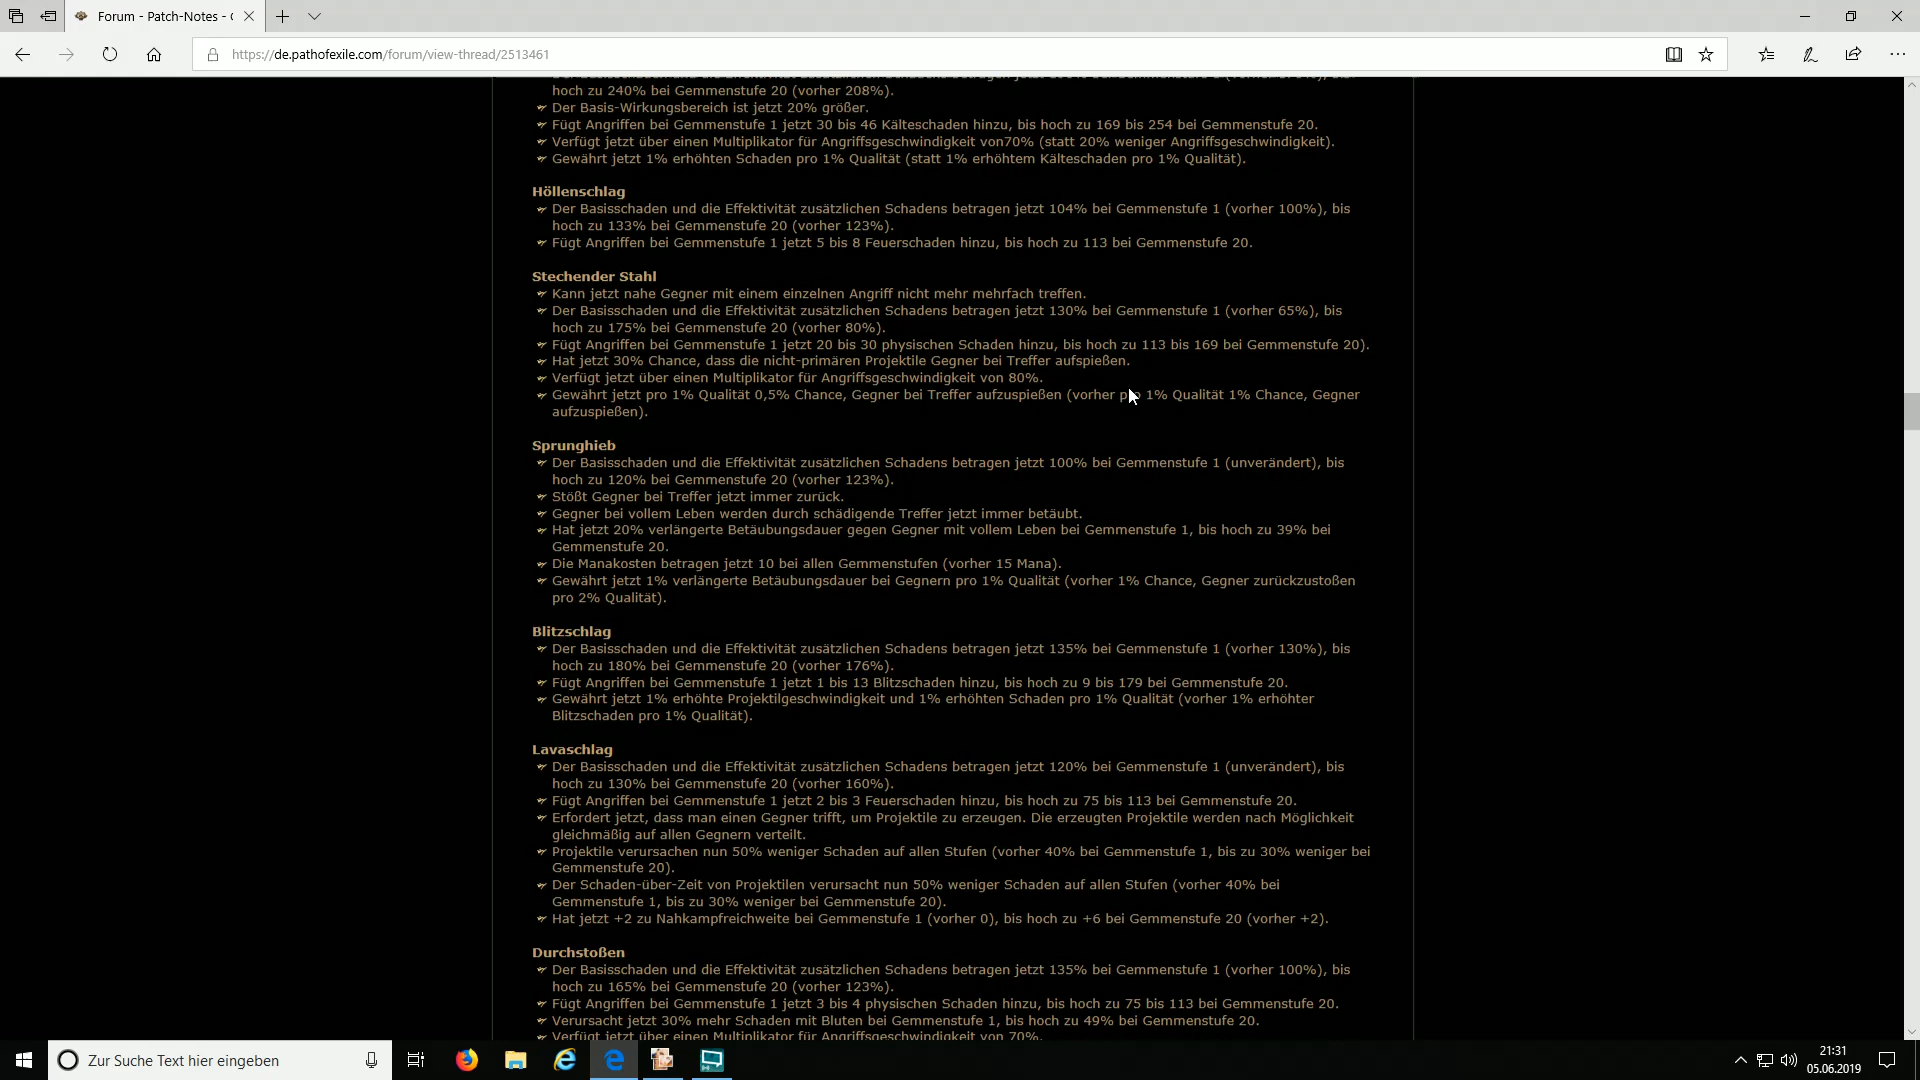 Forum - Patch-Notes -
https://de.pathofexile.com/forum/view-thread/2513461
hoch zu 240% bei Gemmenstufe 20 (vorher 208%).
Der Basis-Wirkungsbereich ist jetzt 20% größer.
Fügt Angriffen bei Gemmenstufe 1 jetzt 30 bis 46 Kälteschaden hinzu, bis hoch zu 169 bis 254 bei Gemmenstufe 20.
Verfügt jetzt über einen Multiplikator für Angriffsgeschwindigkeit von70% (statt 20% weniger Angriffsgeschwindigkeit).
Gewährt jetzt 1% erhöhten Schaden pro 1% Qualität (statt 1% erhöhtem Kälteschaden pro 1% Qualität).
Höllenschlag
Der Basisschaden und die Effektivität zusätzlichen Schadens betragen jetzt 104% bei Gemmenstufe 1 (vorher 100%), bis
hoch zu 133% bei Gemmenstufe 20 (vorher 123%).
Fügt Angriffen bei Gemmenstufe 1 jetzt 5 bis 8 Feuerschaden hinzu, bis hoch zu 113 bei Gemmenstufe 20.
Stechender Stahl
Kann jetzt nahe Gegner mit einem einzelnen Angriff nicht mehr mehrfach treffen.
Der Basisschaden und die Effektivität zusätzlichen Schadens betragen jetzt 130% bei Gemmenstufe 1 (vorher 65%), bis
hoch zu 175% bei Gemmenstufe 20 (vorher 80%).
Fügt Angriffen bei Gemmenstufe 1 jetzt 20 bis 30 physischen Schaden hinzu, bis hoch zu 113 bis 169 bei Gemmenstufe 20).
Hat jetzt 30% Chance, dass die nicht-primären Projektile Gegner bei Treffer aufspießen.
Verfügt jetzt über einen Multiplikator für Angriffsgeschwindigkeit von 80%.
Gewährt jetzt pro 1% Qualität 0,5% Chance, Gegner bei Treffer aufzuspießen (vorher pro 1% Qualität 1% Chance, Gegner
aufzuspießen).
Sprunghieb
Der Basisschaden und die Effektivität zusätzlichen Schadens betragen jetzt 100% bei Gemmenstufe 1 (unverändert), bis
hoch zu 120% bei Gemmenstufe 20 (vorher 123%).
Stößt Gegner bei Treffer jetzt immer zurück.
Gegner bei vollem Leben werden durch schädigende Treffer jetzt immer betäubt.
Hat jetzt 20% verlängerte Betäubungsdauer gegen Gegner mit vollem Leben bei Gemmenstufe 1, bis hoch zu 39% bei
Gemmenstufe 20.
Die Manakosten betragen jetzt 10 bei allen Gemmenstufen (vorher 15 Mana).
Gewährt jetzt 1% verlängerte Betäubungsdauer bei Gegnern pro 1% Qualität (vorher 1% Chance, Gegner zurückzustoßen
pro 2% Qualität).
Blitzschlag
Der Basisschaden und die Effektivität zusätzlichen Schadens betragen jetzt 135% bei Gemmenstufe 1 (vorher 130%), bis
hoch zu 180% bei Gemmenstufe 20 (vorher 176%).
Fügt Angriffen bei Gemmenstufe 1 jetzt 1 bis 13 Blitzschaden hinzu, bis hoch zu 9 bis 179 bei Gemmenstufe 20.
Gewährt jetzt 1% erhöhte Projektilgeschwindigkeit und 1% erhöhten Schaden pro 1% Qualität (vorher 1% erhöhter
Blitzschaden pro 1% Qualität).
Lavaschlag
Der Basisschaden und die Effektivität zusätzlichen Schadens betragen jetzt 120% bei Gemmenstufe 1 (unverändert), bis
hoch zu 130% bei Gemmenstufe 20 (vorher 160%).
Fügt Angriffen bei Gemmenstufe 1 jetzt 2 bis 3 Feuerschaden hinzu, bis hoch zu 75 bis 113 bei Gemmenstufe 20.
Erfordert jetzt, dass man einen Gegner trifft, um Projektile zu erzeugen. Die erzeugten Projektile werden nach Möglichkeit
gleichmäßig auf allen Gegnern verteilt.
Projektile verursachen nun 50% weniger Schaden auf allen Stufen (vorher 40% bei Gemmenstufe 1, bis zu 30% weniger bei
Gemmenstufe 20).
Der Schaden-über-Zeit von Projektilen verursacht nun 50% weniger Schaden auf allen Stufen (vorher 40% bei
Gemmenstufe 1, bis zu 30% weniger bei Gemmenstufe 20).
Hat jetzt +2 zu Nahkampfreichweite bei Gemmenstufe 1 (vorher 0), bis hoch zu +6 bei Gemmenstufe 20 (vorher +2).
Durchstoßen
Der Basisschaden und die Effektivität zusätzlichen Schadens betragen jetzt 135% bei Gemmenstufe 1 (vorher 100%), bis
hoch zu 165% bei Gemmenstufe 20 (vorher 123%).
Fügt Angriffen bei Gemmenstufe 1 jetzt 3 bis 4 physischen Schaden hinzu, bis hoch zu 75 bis 113 bei Gemmenstufe 20.
Verursacht jetzt 30% mehr Schaden mit Bluten bei Gemmenstufe 1, bis hoch zu 49% bei Gemmenstufe 20.
Verfügt jetzt über einen Multiplikator für Angriffsgeschwindigkeit von 70%.
Zur Suche Text hier eingeben
21:31
05.06.2019